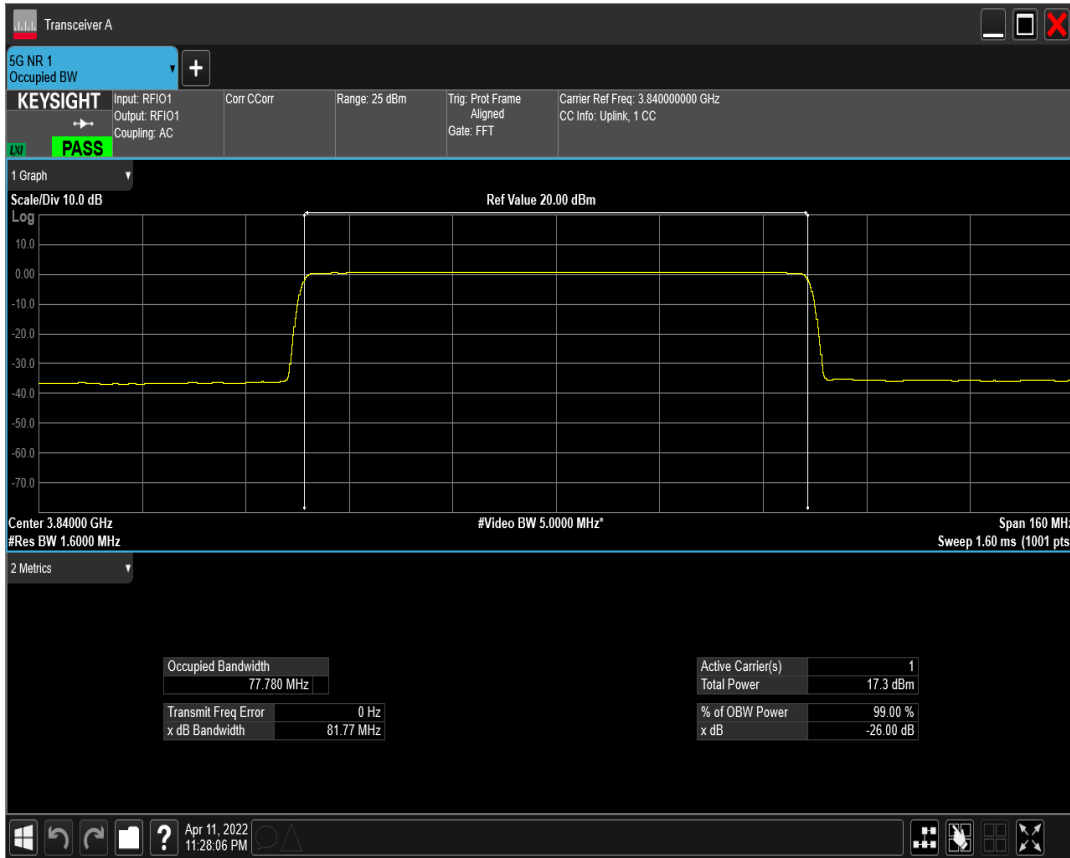 Transceiver A
5G NR 1
Occupied BW
+
KEYSIGHT
LXI
PASS
Input: RFIO1
Output: RFIO1
Coupling: AC
Corr CCorr
Range: 25 dBm
Trig: Prot Frame
Aligned
Gate: FFT
Carrier Ref Freq: 3.840000000 GHz
CC Info: Uplink, 1 CC
1 Graph
Scale/Div 10.0 dB
Ref Value 20.00 dBm
Log
10.0
0.00
-10.0
-20.0
-30.0
-40.0
-50.0
-60.0
-70.0
Center 3.84000 GHz
#Video BW 5.0000 MHz*
Span 160 MHz
#Res BW 1.6000 MHz
Sweep 1.60 ms (1001 pts
2 Metrics
Occupied Bandwidth
77.780 MHz
Transmit Freq Error 0 Hz
x dB Bandwidth 81.77 MHz
Active Carrier(s) 1
Total Power 17.3 dBm
% of OBW Power 99.00 %
x dB -26.00 dB
?
Apr 11, 2022
11:28:06 PM